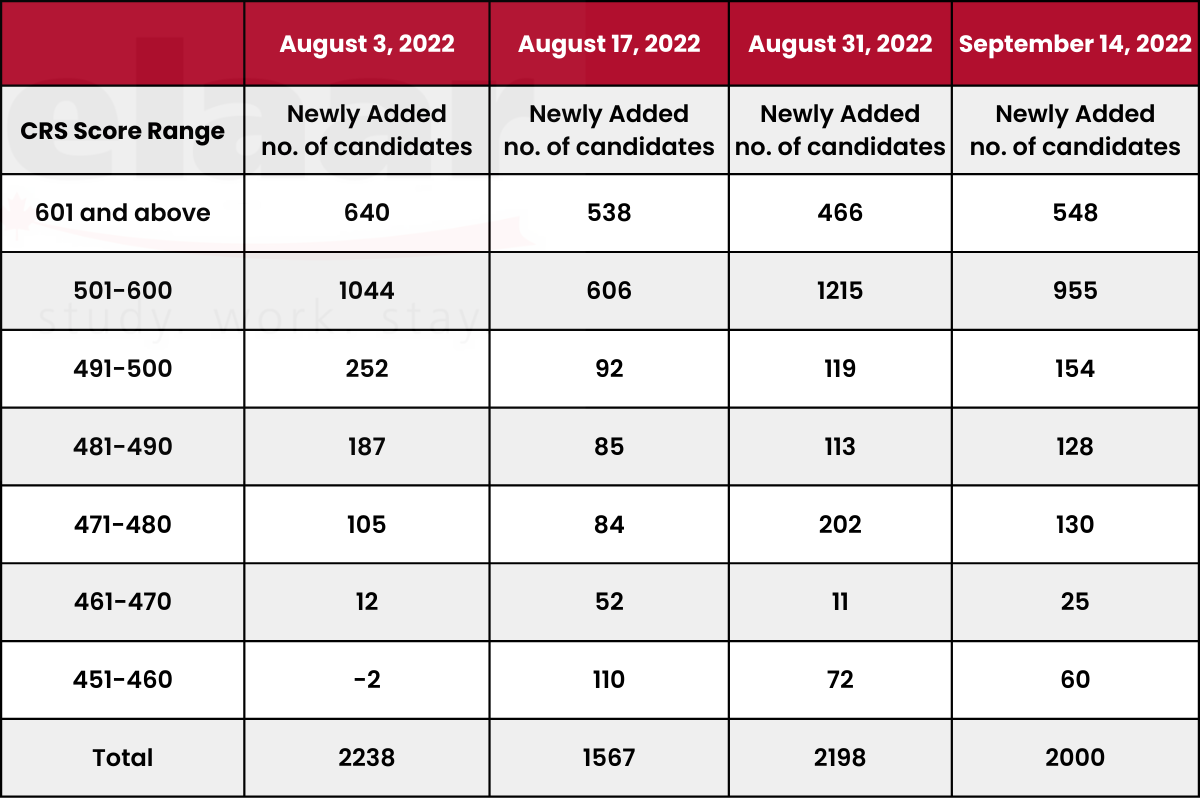 August 3, 2022 August 17, 2022 August 31, 2022 September 14, 2022
CRS Score Range
Newly Added Newly Added Newly Added Newly Added
no. of candidates no. of candidates no. of candidates no. of candidates
601 and above 640 538 466 548
501-600 1044 606 1215 955
491-500 252 92 119 154
481-490 187 85 113 128
471-480 105 84 202 130
461-470 12 52 11 25
451-460 -2 110 72 60
Total 2238 1567 2198 2000
elaar
study. work. stay